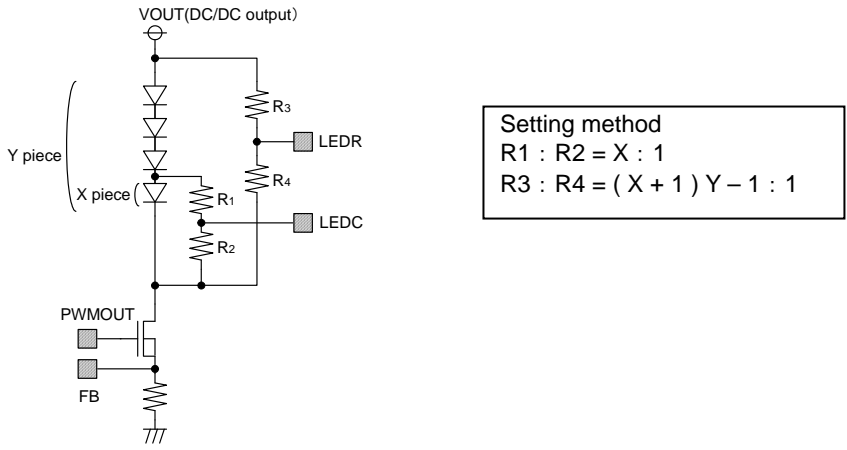 VOUT(DC/DC output）
R3
LEDR
Y piece
R4
X piece
R1
LEDC
R2
PWMOUT
FB
Setting method
R1 : R2 = X : 1
R3 : R4 = ( X + 1 ) Y – 1 : 1